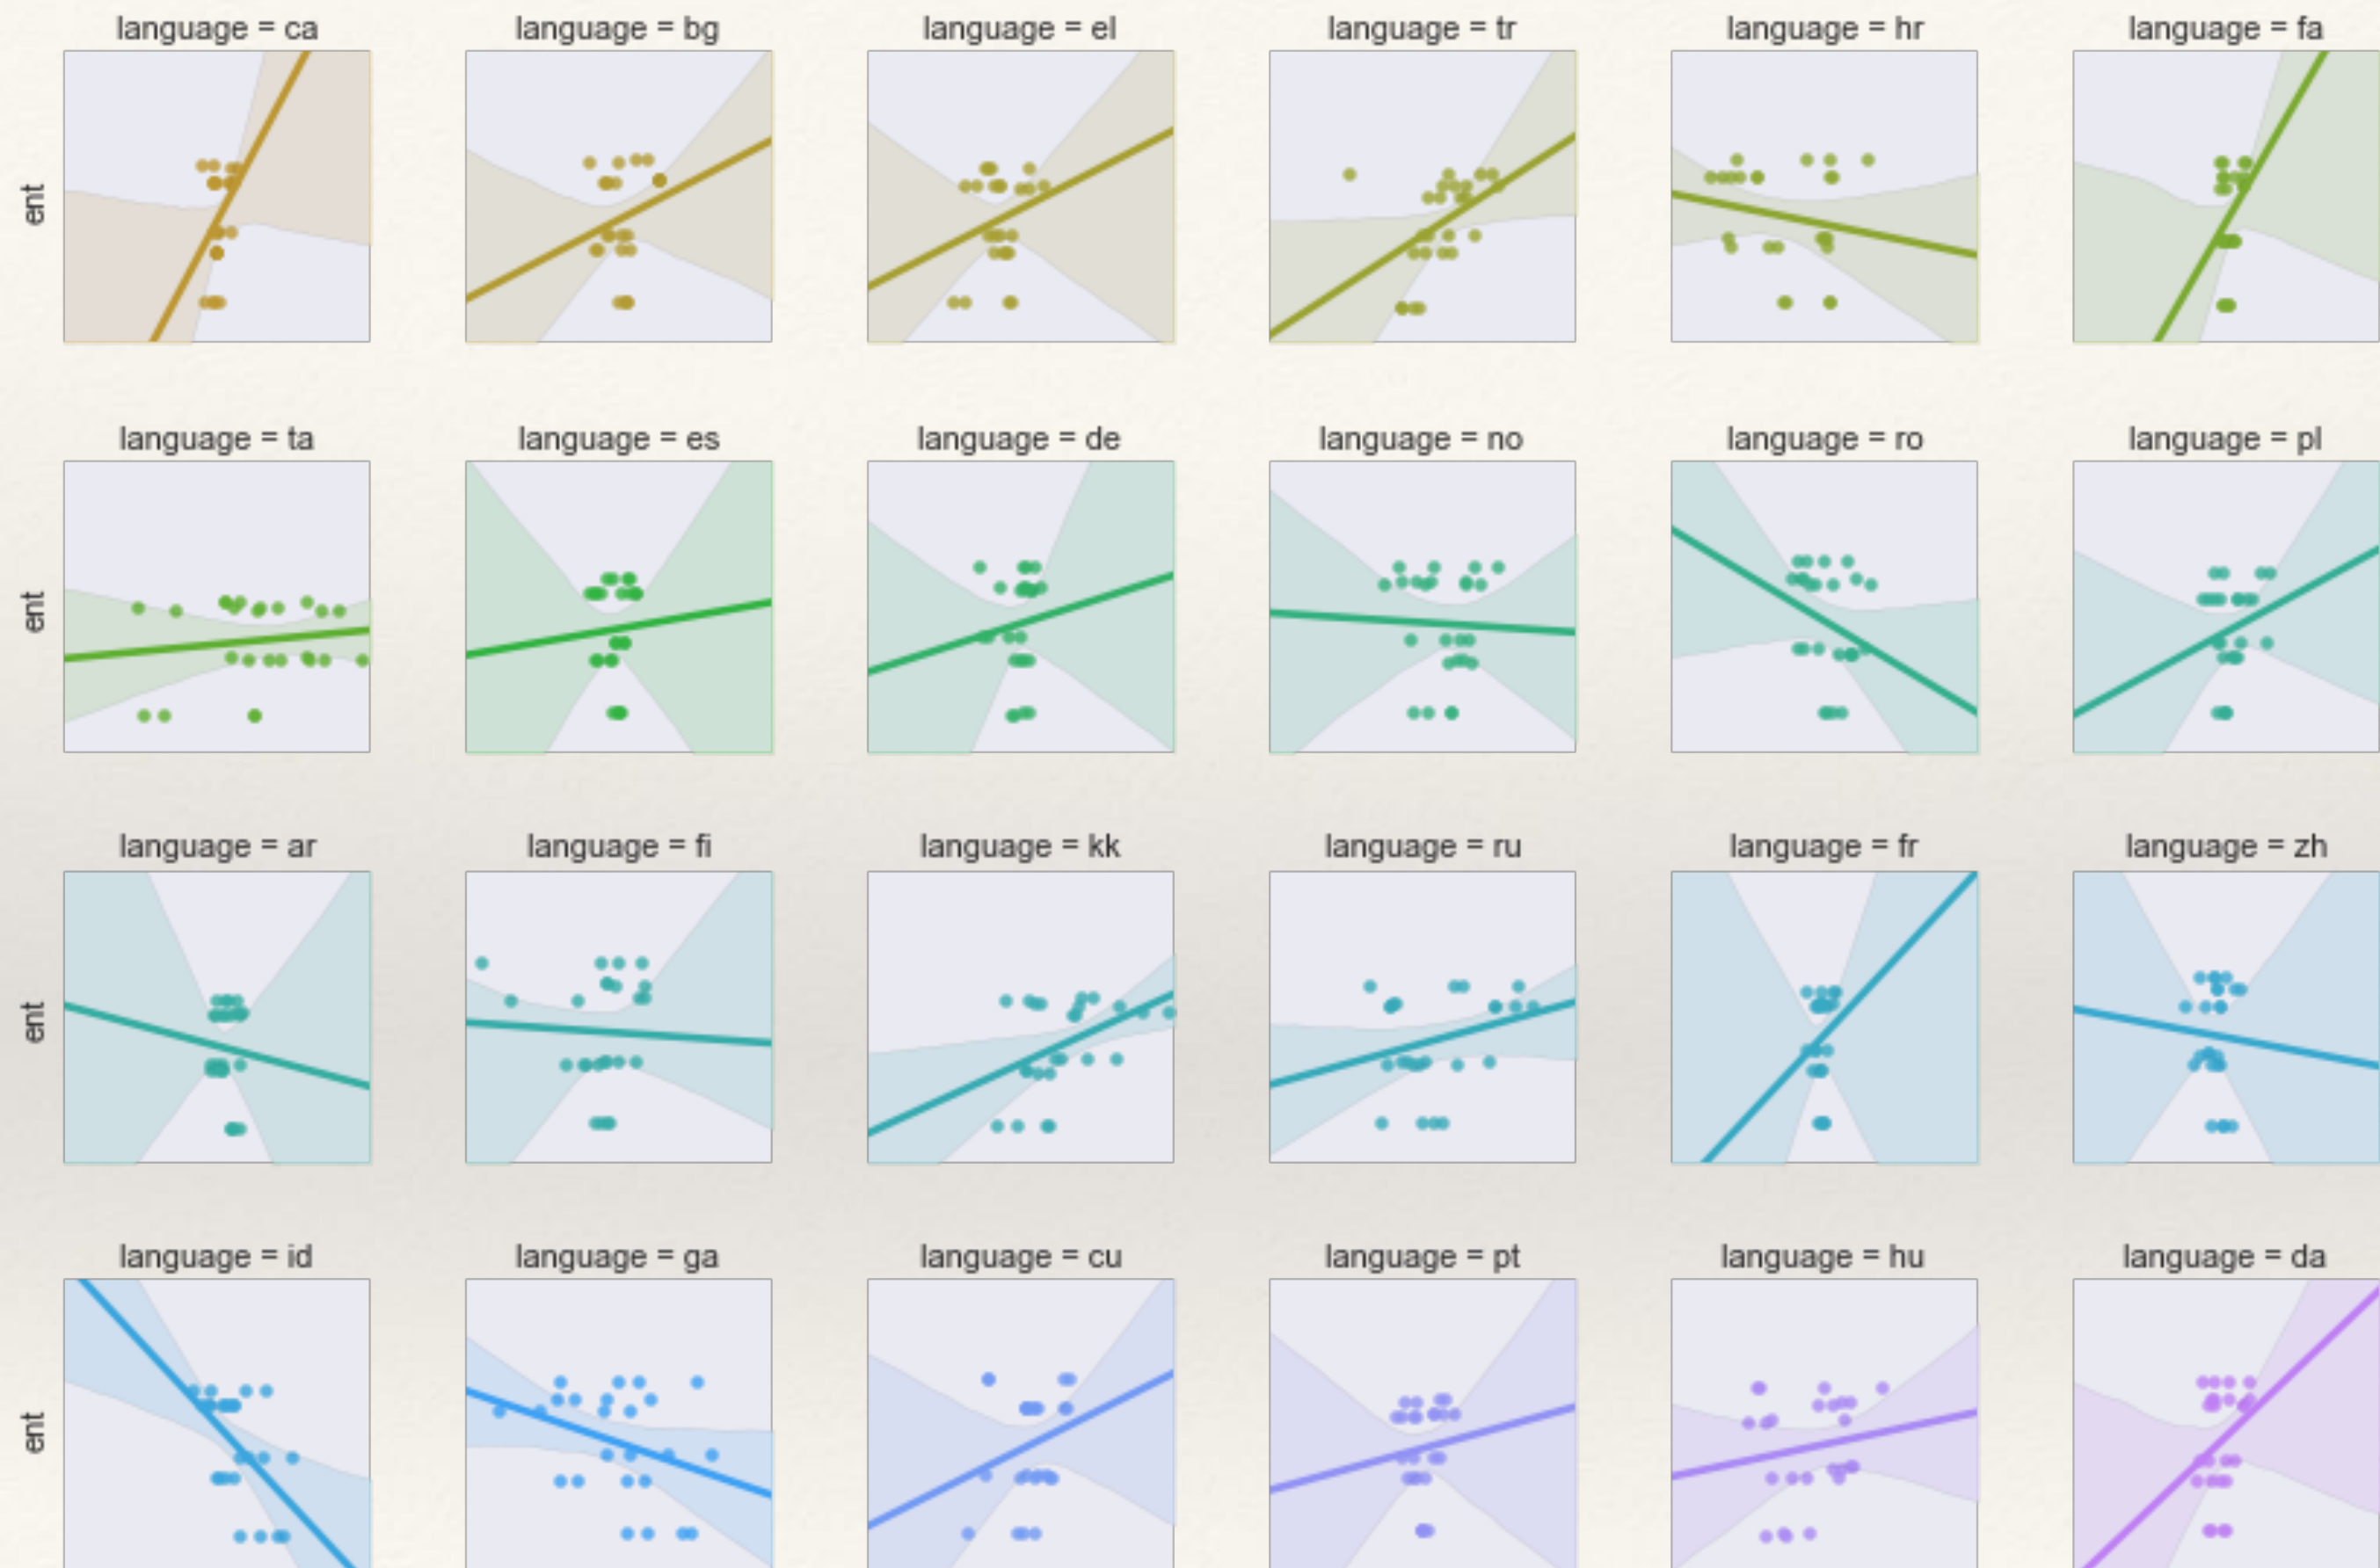 language = ca language = bg language = el language = tr language = hr language = fa
ent
language = ta language = es language = de language = no language = ro language = pl
ent
language = ar language = fi language = kk language = ru language = fr language = zh
ent
language = id language = ga language = cu language = pt language = hu language = da
ent